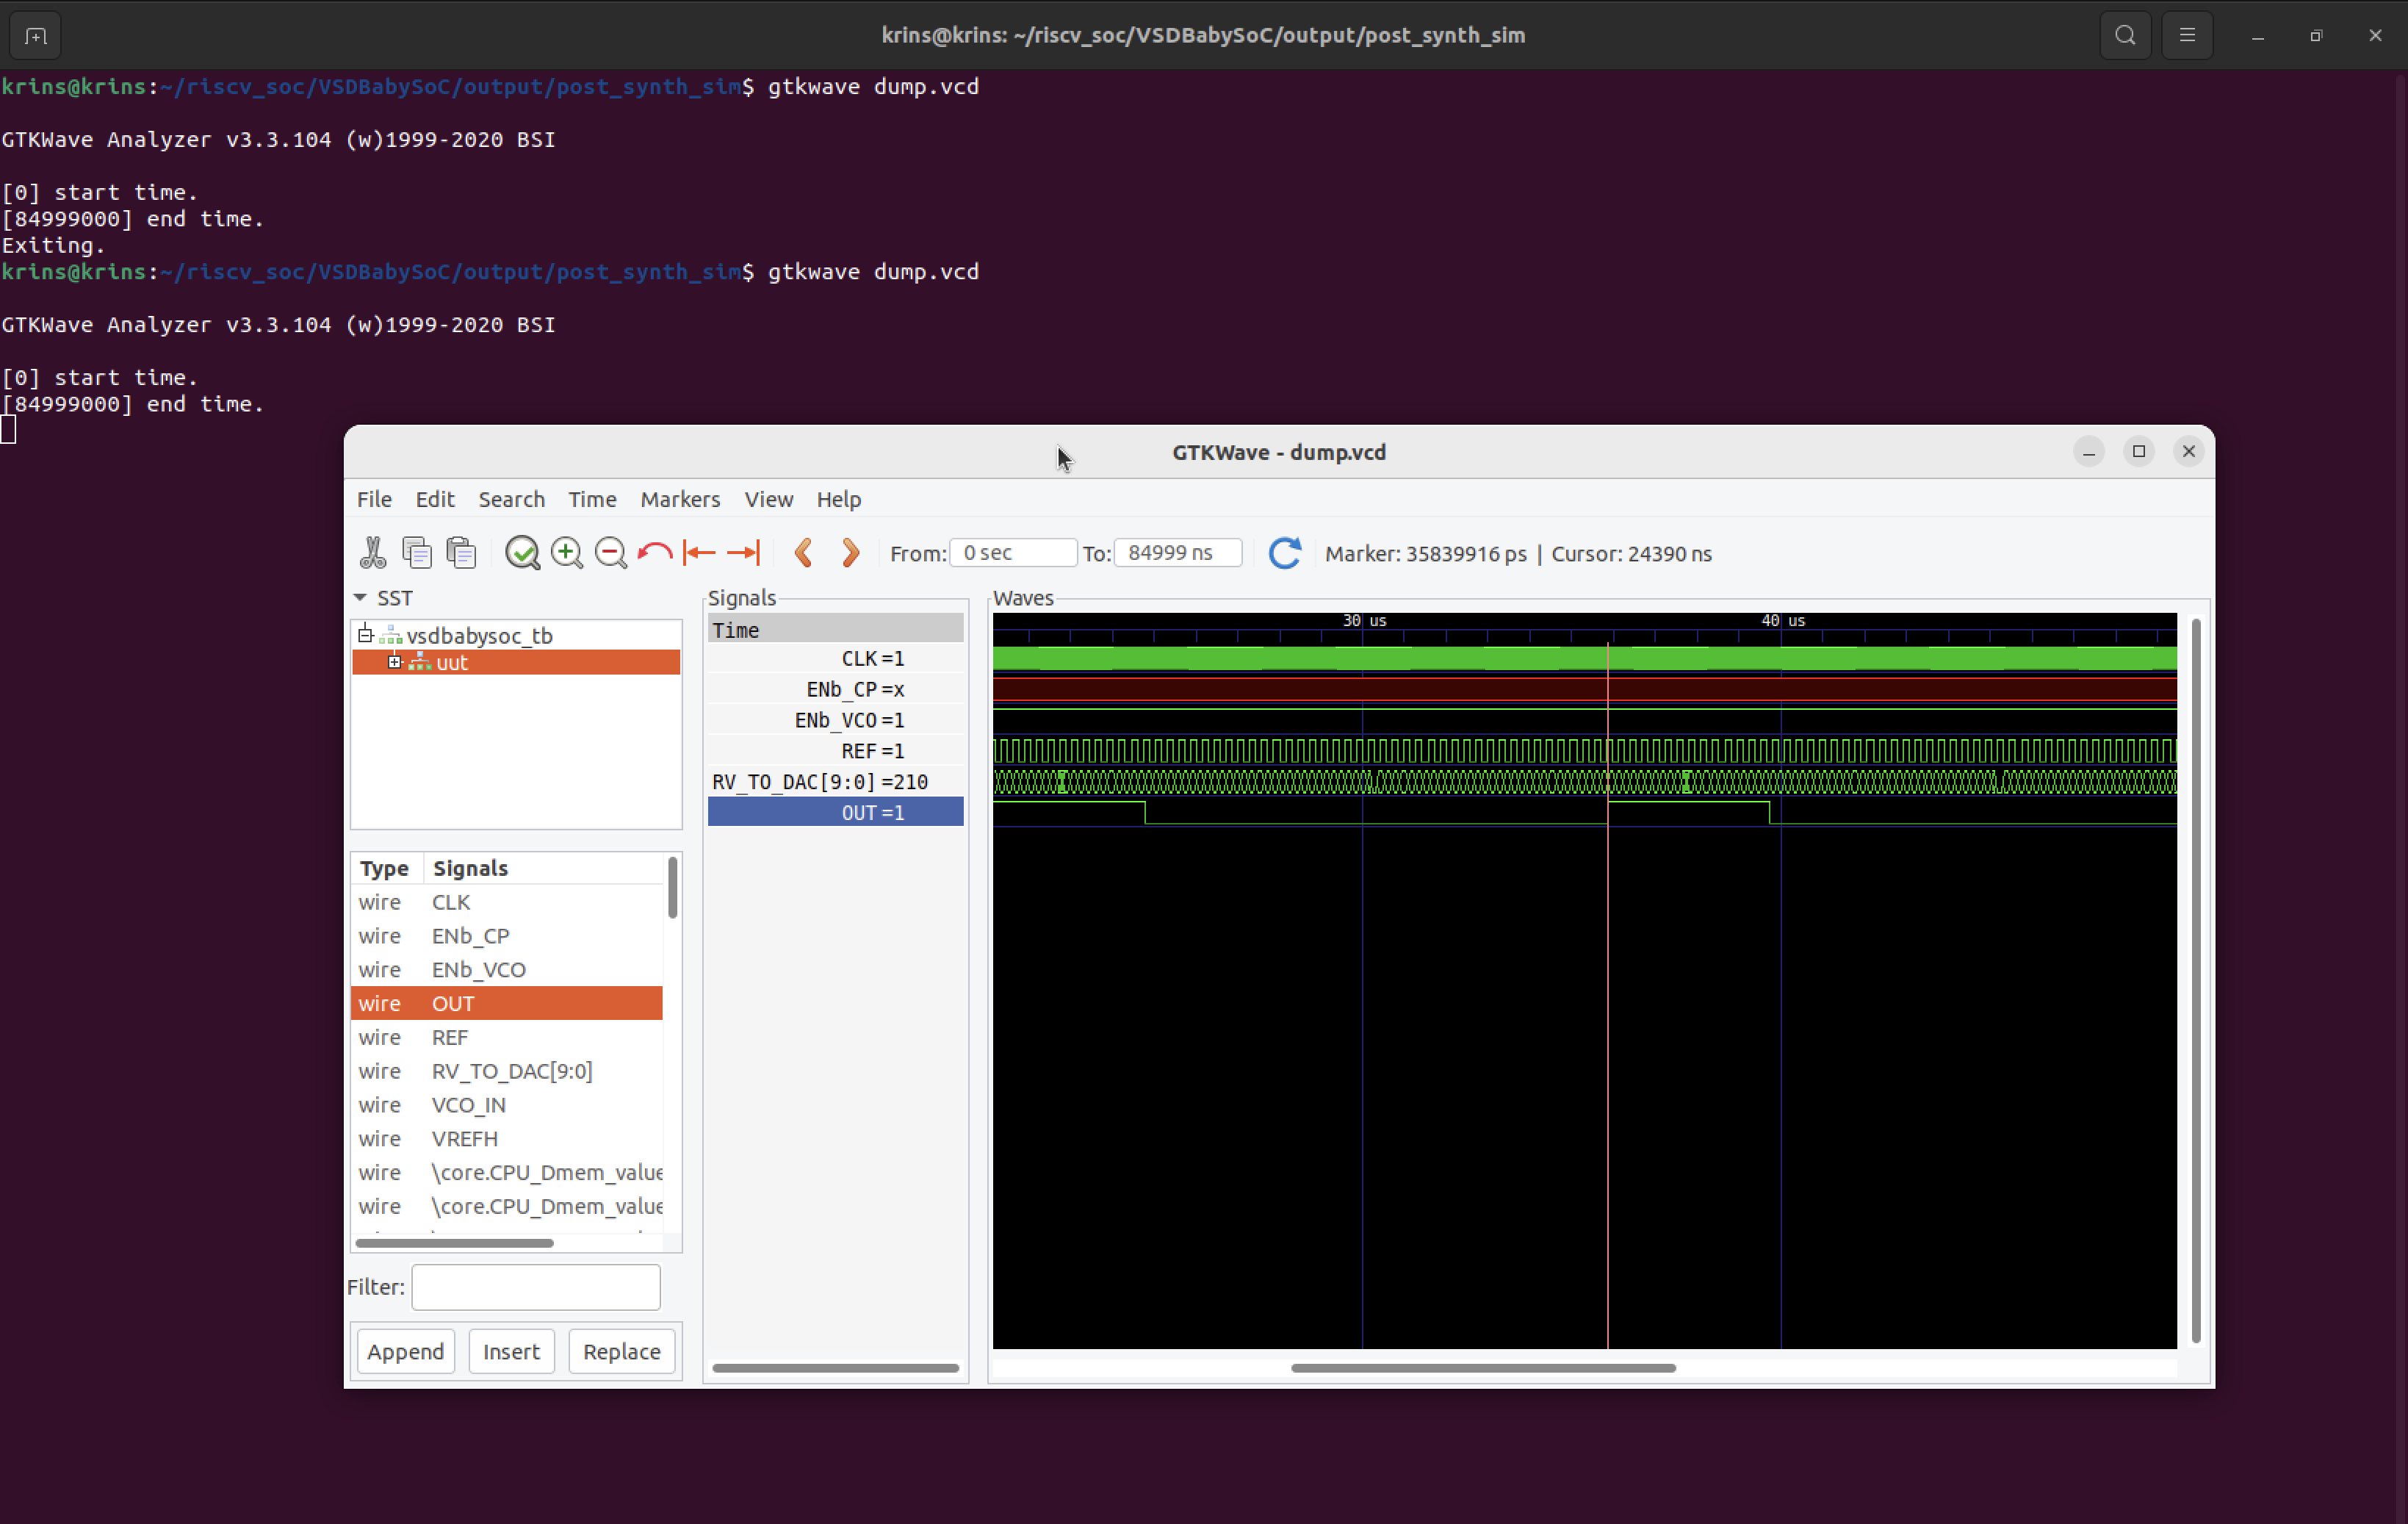 krins@krins: ~/riscv_soc/VSDBabySoC/output/post_synth_sim
krins@krins:~/riscv_soc/VSDBabySoC/output/post_synth_sim$ gtkwave dump.vcd
GTKWave Analyzer v3.3.104 (w)1999-2020 BSI
[0] start time.
[84999000] end time.
Exiting.
krins@krins:~/riscv_soc/VSDBabySoC/output/post_synth_sim$ gtkwave dump.vcd
GTKWave Analyzer v3.3.104 (w)1999-2020 BSI
[0] start time.
[84999000] end time.
GTKWave - dump.vcd
File Edit Search Time Markers View Help
From: 0 sec To: 84999 ns Marker: 35839916 ps | Cursor: 24390 ns
SST
vsdbabysoc_tb
uut
Type Signals
wire CLK
wire ENb_CP
wire ENb_VCO
wire OUT
wire REF
wire RV_TO_DAC[9:0]
wire VCO_IN
wire VREFH
wire \core.CPU_Dmem_value
wire \core.CPU_Dmem_value
Filter:
Append Insert Replace
Signals
Time
CLK =1
ENb_CP =x
ENb_VCO =1
REF =1
RV_TO_DAC[9:0] =210
OUT =1
Waves
30 us 40 us